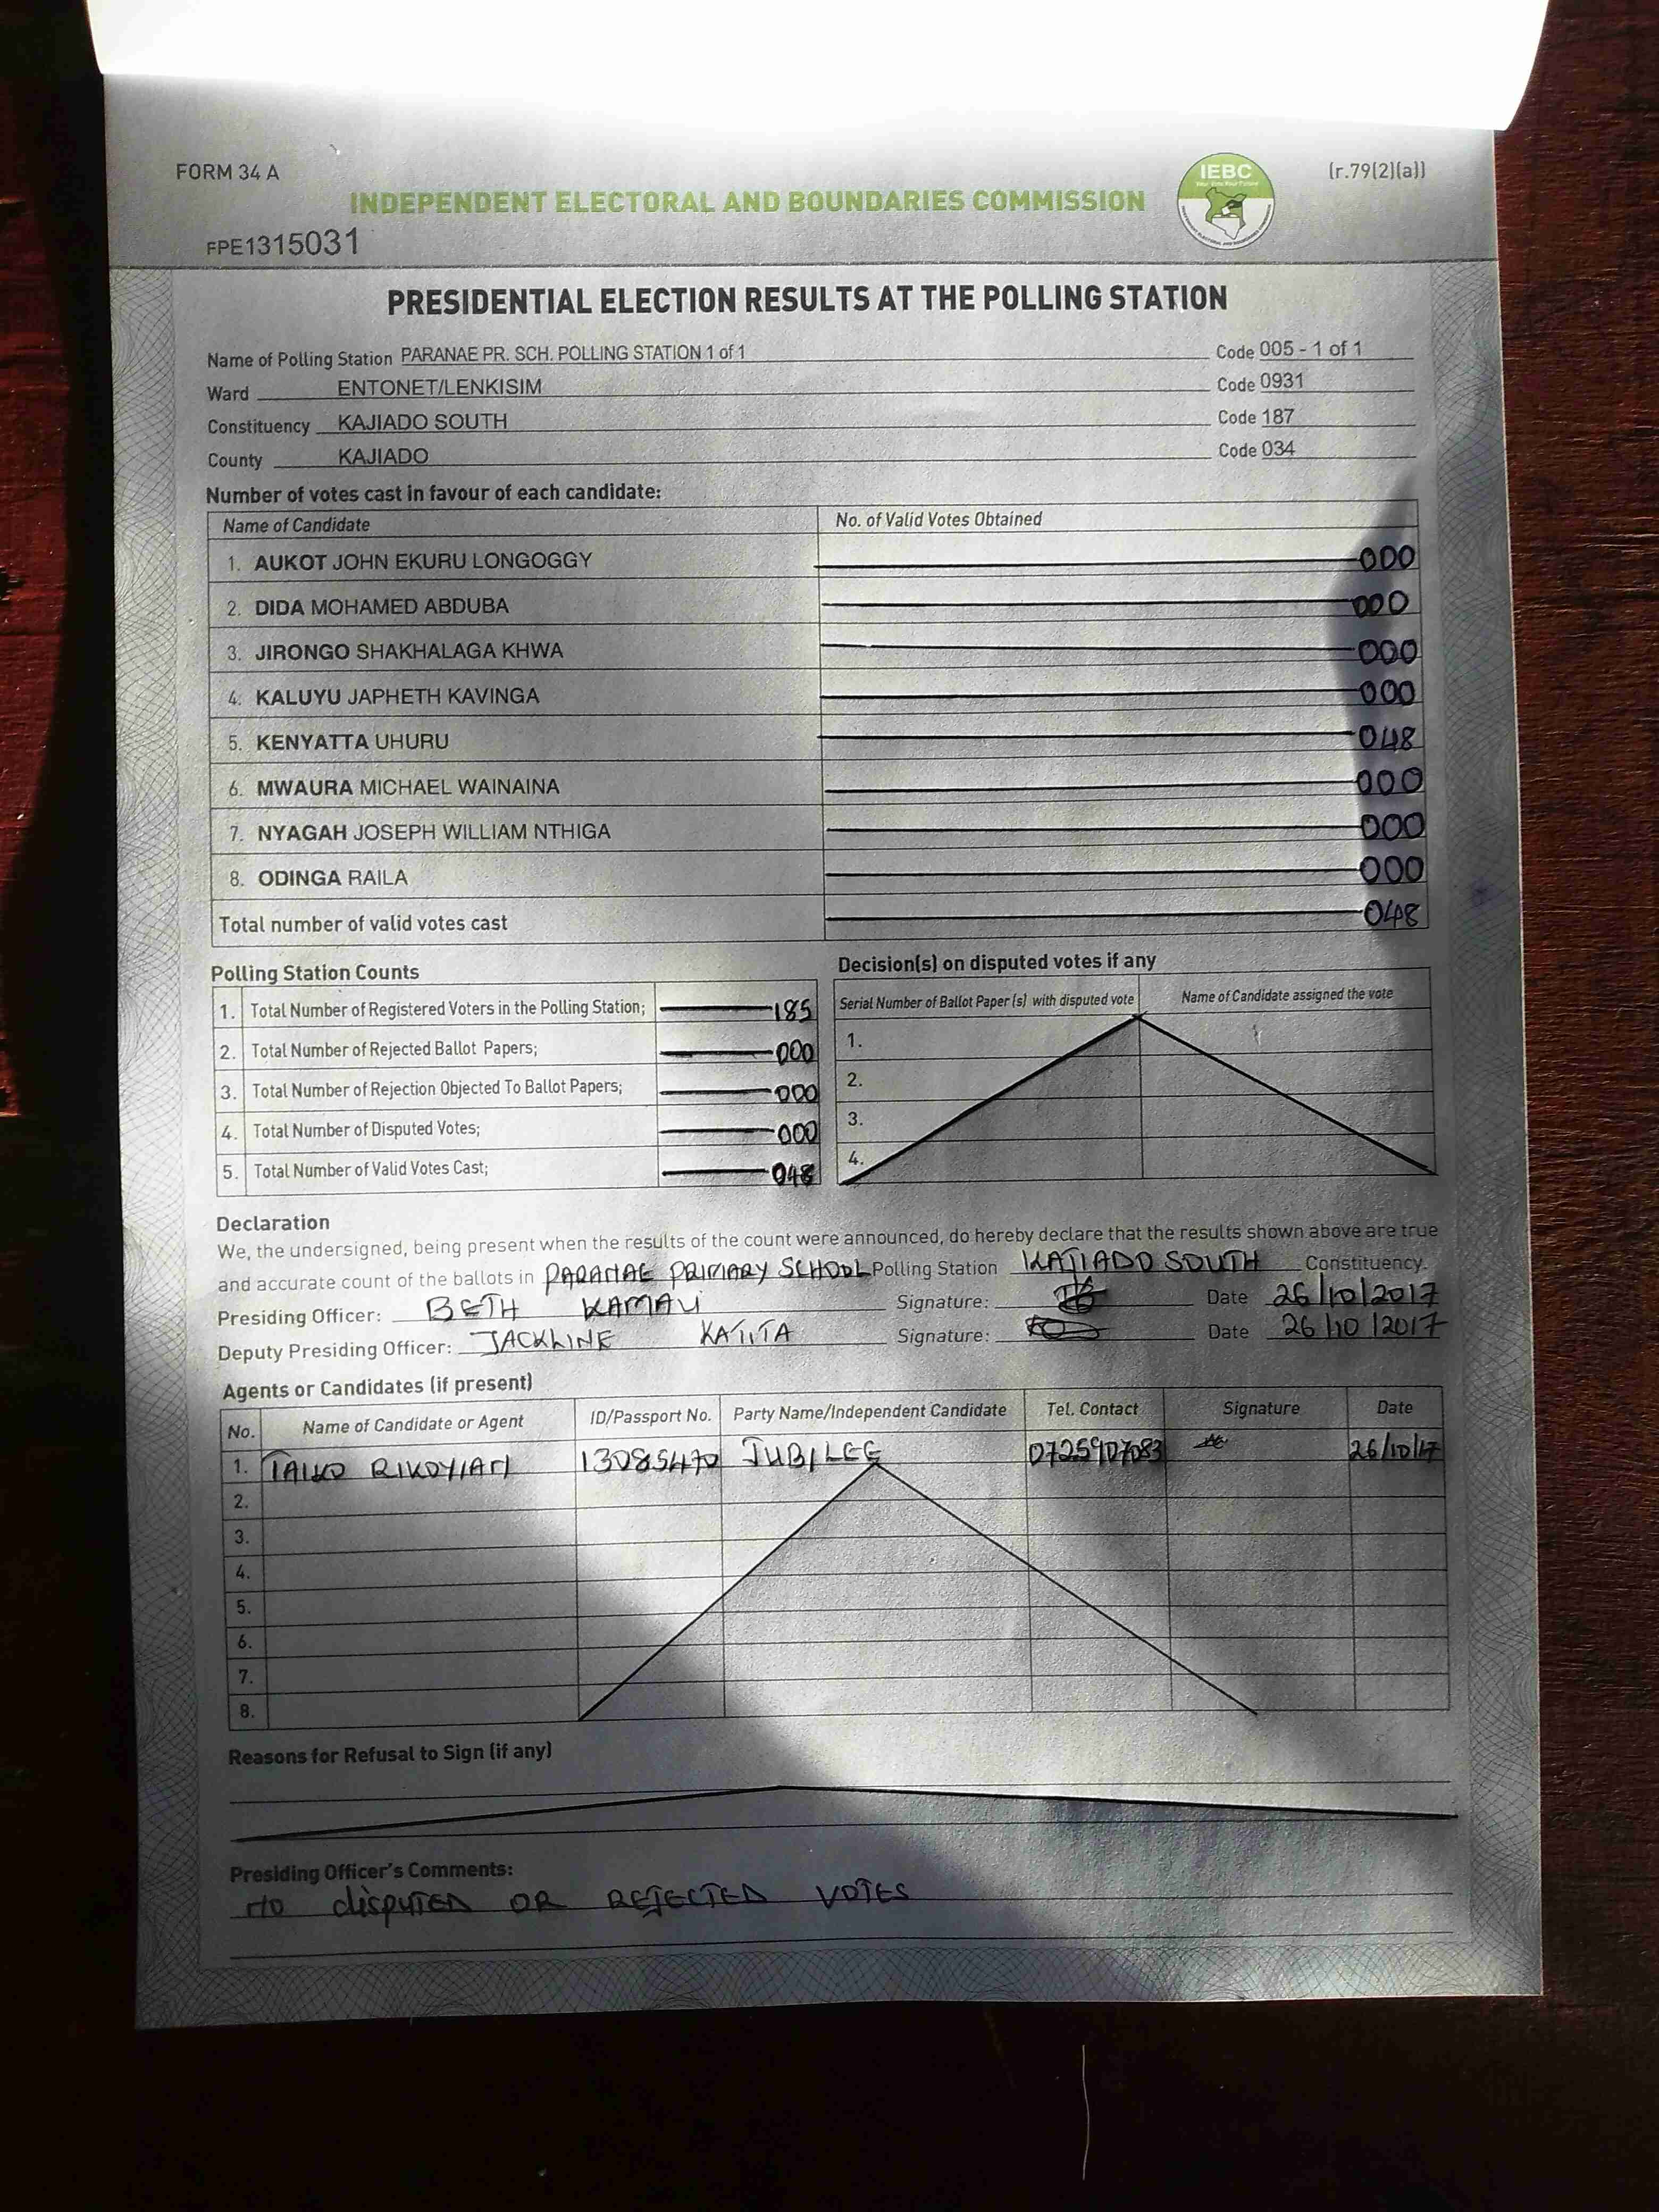 FORM 34 A
(r.79(2)(a))
INDEPENDENT ELECTORAL AND BOUNDARIES COMMISSION
IEBC
FPE1315031
PRESIDENTIAL ELECTION RESULTS AT THE POLLING STATION
Name of Polling Station PARANAE PR. SCH. POLLING STATION 1 of 1 Code 005 - 1 of 1
Ward ENTONET/LENKISIM Code 0931
Constituency KAJIADO SOUTH Code 187
County KAJIADO Code 034
Number of votes cast in favour of each candidate:
Name of Candidate No. of Valid Votes Obtained
1. AUKOT JOHN EKURU LONGOGGY 000
2. DIDA MOHAMED ABDUBA 000
3. JIRONGO SHAKHALAGA KHWA 000
4. KALUYU JAPHETH KAVINGA 000
5. KENYATTA UHURU 048
6. MWAURA MICHAEL WAINAINA 000
7. NYAGAH JOSEPH WILLIAM NTHIGA 000
8. ODINGA RAILA 000
Total number of valid votes cast 048
Polling Station Counts
1. Total Number of Registered Voters in the Polling Station; 185
2. Total Number of Rejected Ballot Papers; 000
3. Total Number of Rejection Objected To Ballot Papers; 000
4. Total Number of Disputed Votes; 000
5. Total Number of Valid Votes Cast; 048
Decision(s) on disputed votes if any
Serial Number of Ballot Paper (s) with disputed vote Name of Candidate assigned the vote
1.
2.
3.
4.
Declaration
We, the undersigned, being present when the results of the count were announced, do hereby declare that the results shown above are true
and accurate count of the ballots in PARANAE PRIMARY SCHOOL Polling Station KAJIADO SOUTH Constituency.
Presiding Officer: BETH KAMAU Signature: Date 26/10/2017
Deputy Presiding Officer: JACKLINE KATITA Signature: Date 26/10/2017
Agents or Candidates (if present)
No. Name of Candidate or Agent ID/Passport No. Party Name/Independent Candidate Tel. Contact Signature Date
1. 13085470 JUBILEE 0725907083 26/10/17
2.
3.
4.
5.
6.
7.
8.
Reasons for Refusal to Sign (if any)
Presiding Officer's Comments:
NO disputed OR REJECTED VOTES